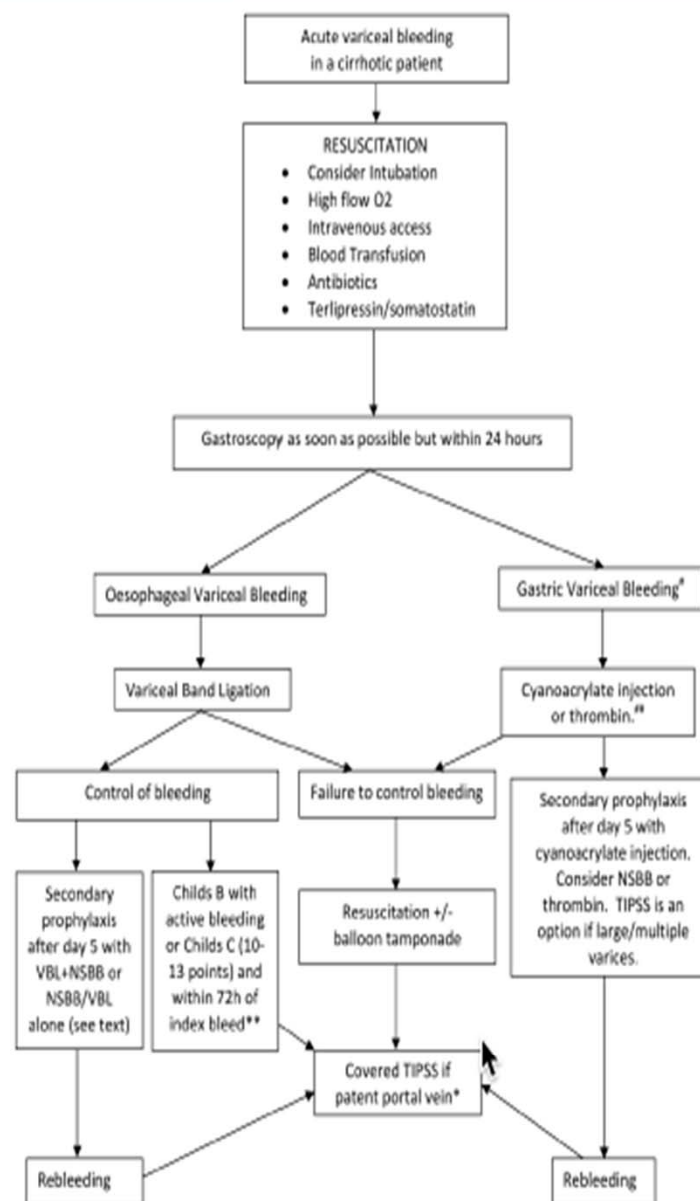 Acute variceal bleeding
in a cirrhotic patient
RESUSCITATION
• Consider Intubation
• High flow O2
• Intravenous access
• Blood Transfusion
• Antibiotics
• Terlipressin/somatostatin
Gastroscopy as soon as possible but within 24 hours
Oesophageal Variceal Bleeding
Gastric Variceal Bleeding#
Variceal Band Ligation
Cyanoacrylate injection
or thrombin.##
Control of bleeding
Failure to control bleeding
Secondary prophylaxis
after day 5 with
cyanoacrylate injection.
Consider NSBB or
thrombin. TIPSS is an
option if large/multiple
varices.
Secondary
prophylaxis
after day 5 with
VBL+NSBB or
NSBB/VBL
alone (see text)
Childs B with
active bleeding
or Childs C (10-
13 points) and
within 72h of
index bleed**
Resuscitation +/-
balloon tamponade
Covered TIPSS if
patent portal vein*
Rebleeding
Rebleeding